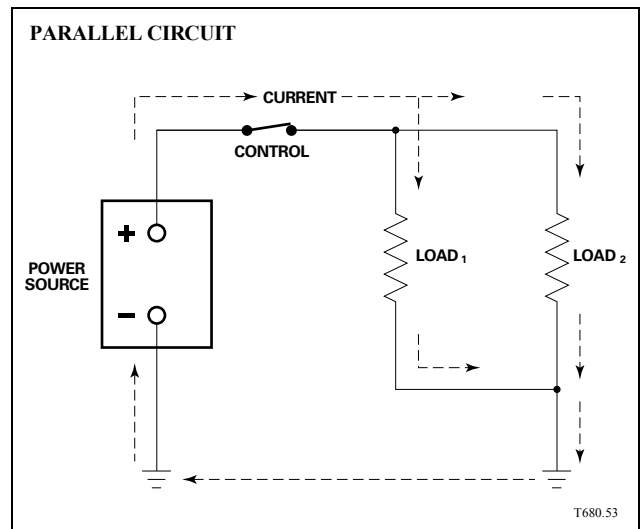 PARALLEL CIRCUIT
CURRENT
CONTROL
+
POWER
SOURCE
LOAD 1
LOAD 2
−
T680.53